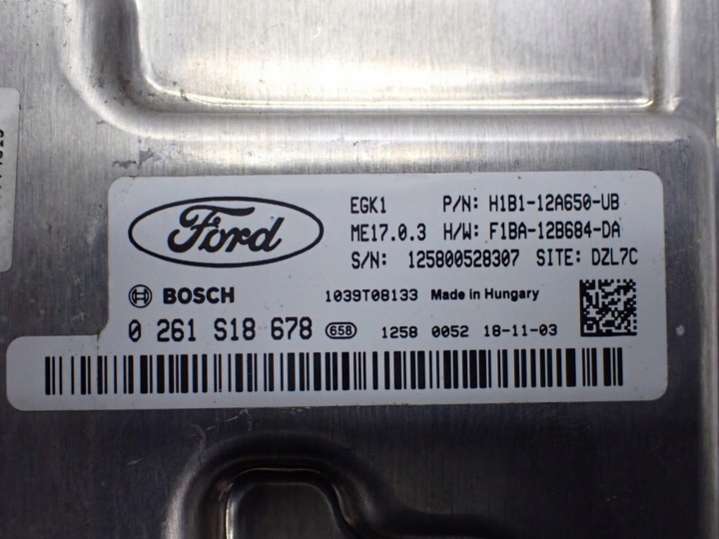 Ford
EGK1 P/N: H1B1-12A650-UB
ME17.0.3 H/W: F1BA-12B684-DA
S/N: 125800528307 SITE: DZL7C
BOSCH 1039T08133 Made in Hungary
0 261 S18 678 658 1258 0052 18-11-03